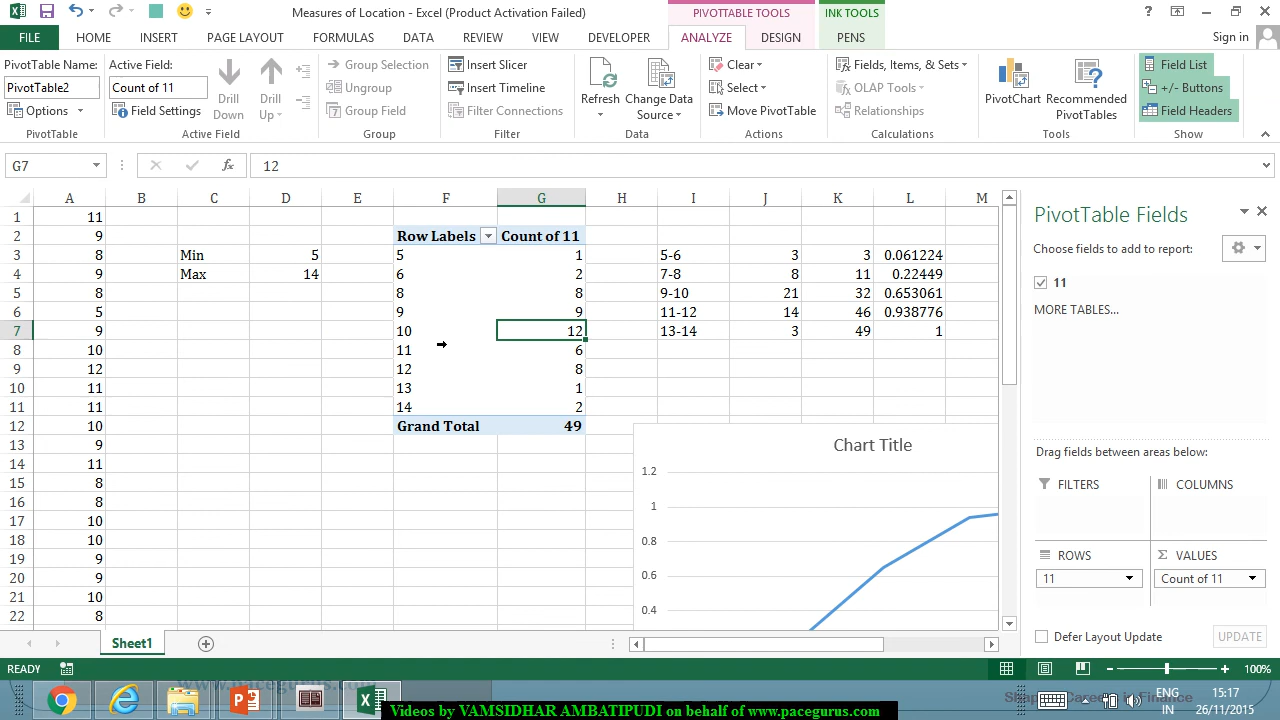 Measures of Location - Excel (Product Activation Failed)
PIVOTTABLE TOOLS
INK TOOLS
FILE HOME INSERT PAGE LAYOUT FORMULAS DATA REVIEW VIEW DEVELOPER ANALYZE DESIGN PENS Sign in
PivotTable Name:
PivotTable2
Options
PivotTable
Active Field:
Count of 11
Field Settings
Drill Down
Drill Up
Active Field
Group Selection
Ungroup
Group Field
Group
Insert Slicer
Insert Timeline
Filter Connections
Filter
Refresh
Change Data Source
Data
Clear
Select
Move PivotTable
Actions
Fields, Items, & Sets
OLAP Tools
Relationships
Calculations
PivotChart
Recommended PivotTables
Tools
Field List
+/- Buttons
Field Headers
Show
G7 fx 12
A B C D E F G H I J K L M
1 11
2 9 Row Labels Count of 11
3 8 Min 5 5 1 5-6 3 3 0.061224
4 9 Max 14 6 2 7-8 8 11 0.22449
5 8 8 8 9-10 21 32 0.653061
6 5 9 9 11-12 14 46 0.938776
7 9 10 12 13-14 3 49 1
8 10 11 6
9 12 12 8
10 11 13 1
11 11 14 2
12 10 Grand Total 49
13 9
14 11
15 8
16 8
17 10
18 10
19 9
20 9
21 10
22 8
Chart Title
1.2
1
0.8
0.6
0.4
PivotTable Fields
Choose fields to add to report:
11
MORE TABLES...
Drag fields between areas below:
FILTERS
COLUMNS
ROWS
11
VALUES
Count of 11
Defer Layout Update
UPDATE
Sheet1
READY
100%
www.pacegurus.com
ENG
IN
15:17
26/11/2015
Videos by VAMSIDHAR AMBATIPUDI on behalf of www.pacegurus.com